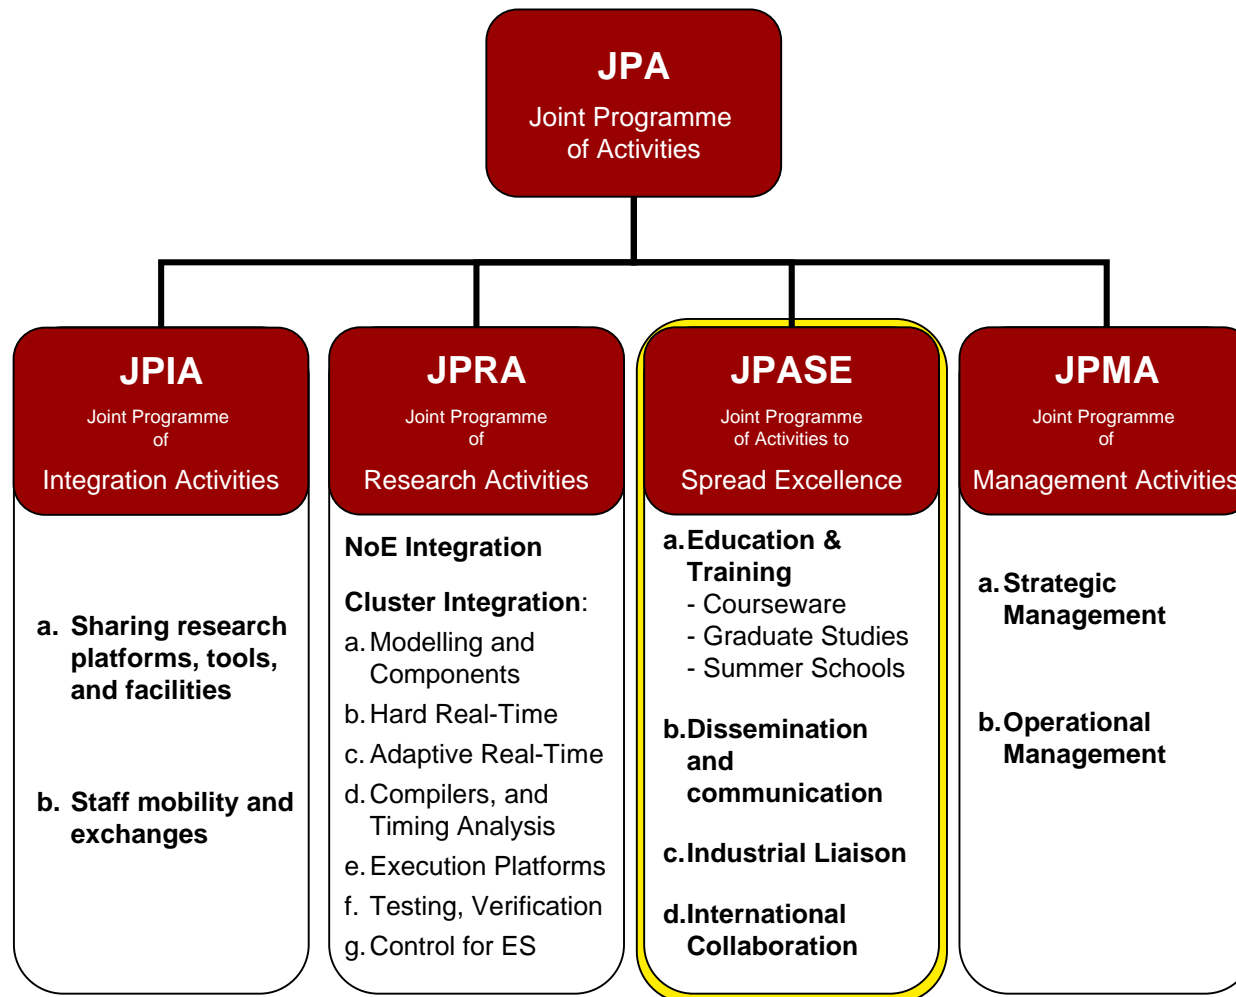 JPA
Joint Programme
of Activities
JPIA
Joint Programme
of
Integration Activities
a. Sharing research
platforms, tools,
and facilities
b. Staff mobility and
exchanges
JPRA
Joint Programme
of
Research Activities
NoE Integration
Cluster Integration:
a. Modelling and
Components
b. Hard Real-Time
c. Adaptive Real-Time
d. Compilers, and
Timing Analysis
e. Execution Platforms
f. Testing, Verification
g. Control for ES
JPASE
Joint Programme
of Activities to
Spread Excellence
a. Education &
Training
- Courseware
- Graduate Studies
- Summer Schools
b. Dissemination
and
communication
c. Industrial Liaison
d. International
Collaboration
JPMA
Joint Programme
of
Management Activities
a. Strategic
Management
b. Operational
Management